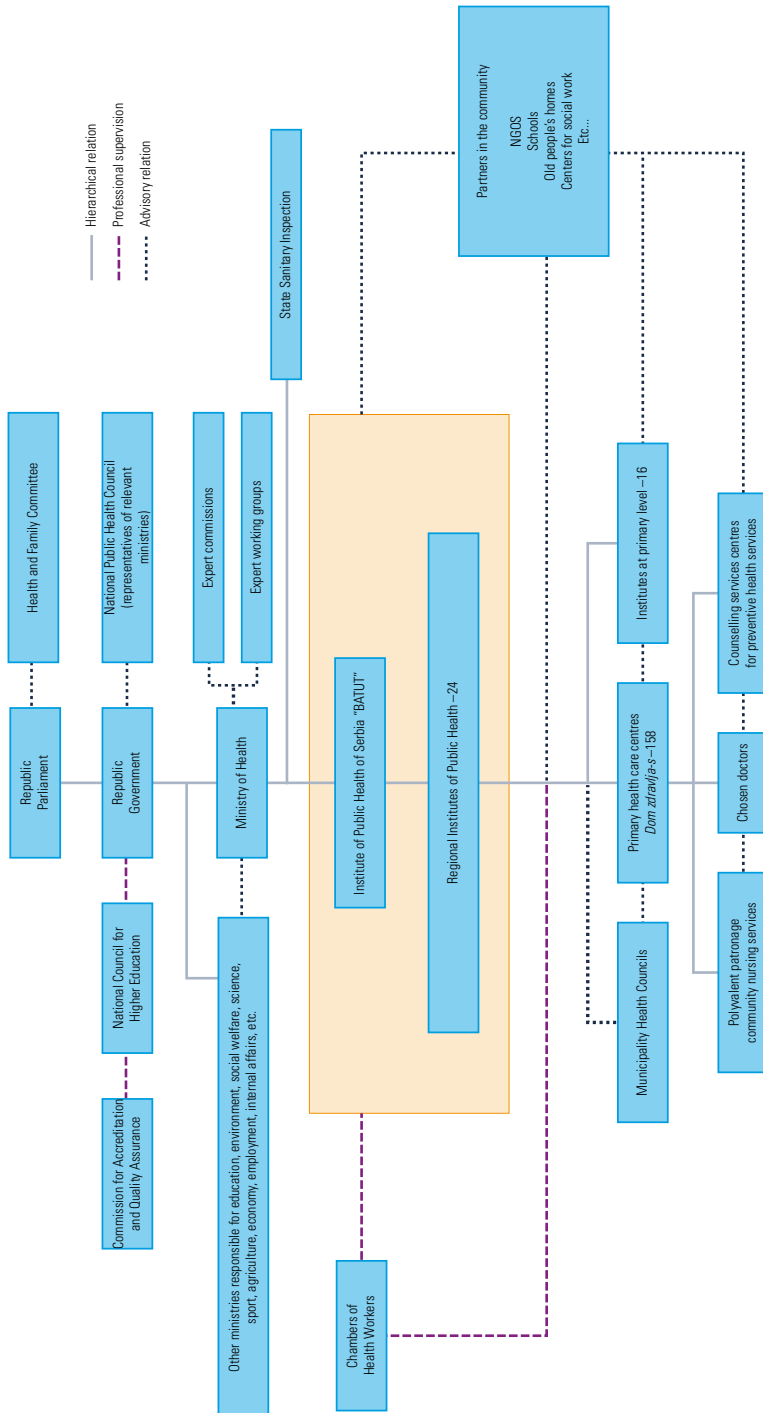 Hierarchical relation
Professional supervision
Advisory relation
Republic
Parliament
Health and Family Committee
Commission for Accreditation
and Quality Assurance
National Council for
Higher Education
Republic
Government
National Public Health Council
(representatives of relevant
ministries)
Other ministries responsible for education, environment, social welfare, science,
sport, agriculture, economy, employment, internal affairs, etc.
Ministry of Health
Expert commissions
Expert working groups
State Sanitary Inspection
Chambers of
Health Workers
Institute of Public Health of Serbia "BATUT"
Regional Institutes of Public Health –24
Partners in the community
NGOS
Schools
Old people's homes
Centers for social work
Etc...
Municipality Health Councils
Primary health care centres
Dom zdravlja-s –158
Institutes at primary level –16
Polyvalent patronage
community nursing services
Chosen doctors
Counselling services centres
for preventive health services